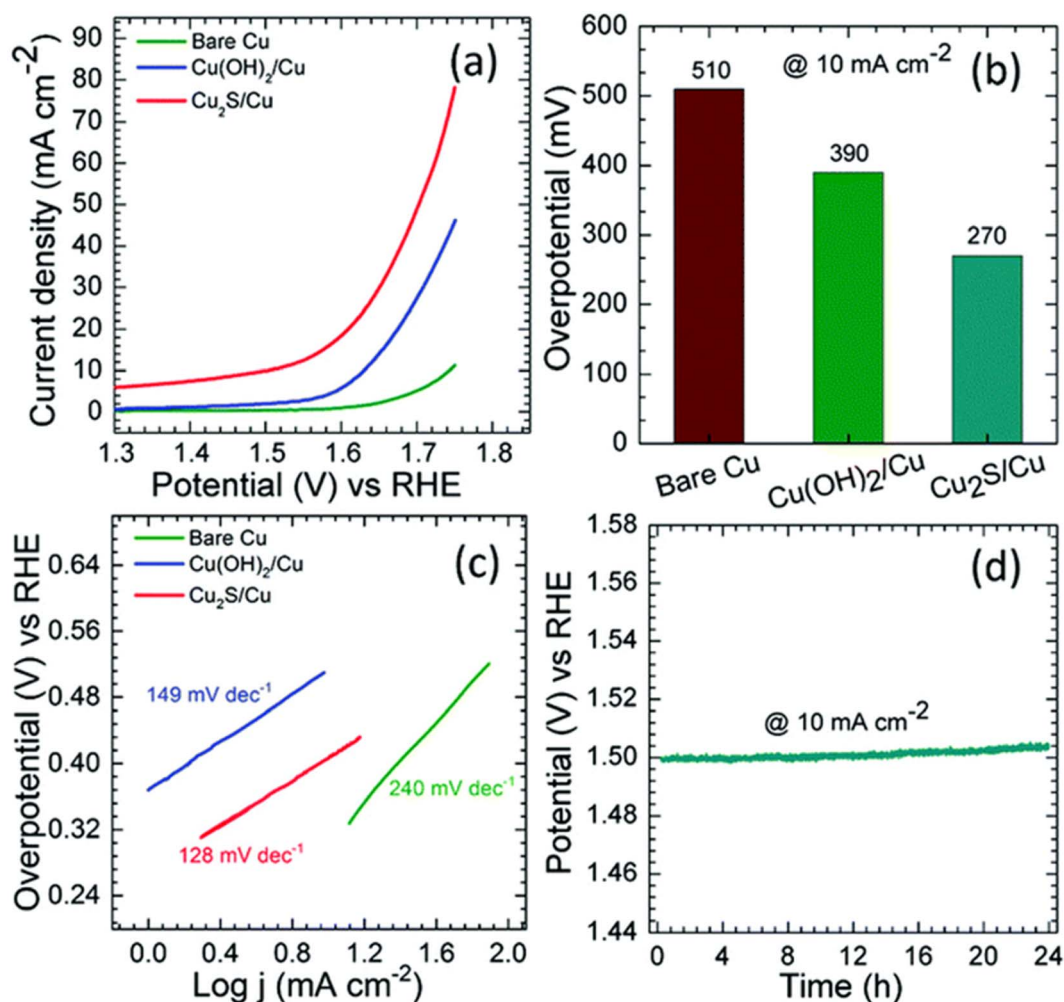 90
80
70
60
50
40
30
20
10
0
Current density (mA cm⁻²)
Bare Cu
Cu(OH)₂/Cu
Cu₂S/Cu
(a)
1.3 1.4 1.5 1.6 1.7 1.8
Potential (V) vs RHE
600
500
400
300
200
100
0
Overpotential (mV)
@ 10 mA cm⁻²
(b)
510
390
270
Bare Cu
Cu(OH)₂/Cu
Cu₂S/Cu
0.64
0.56
0.48
0.40
0.32
0.24
Overpotential (V) vs RHE
Bare Cu
Cu(OH)₂/Cu
Cu₂S/Cu
(c)
149 mV dec⁻¹
240 mV dec⁻¹
128 mV dec⁻¹
0.0 0.4 0.8 1.2 1.6 2.0
Log j (mA cm⁻²)
1.58
1.56
1.54
1.52
1.50
1.48
1.46
1.44
Potential (V) vs RHE
(d)
@ 10 mA cm⁻²
0 4 8 12 16 20 24
Time (h)